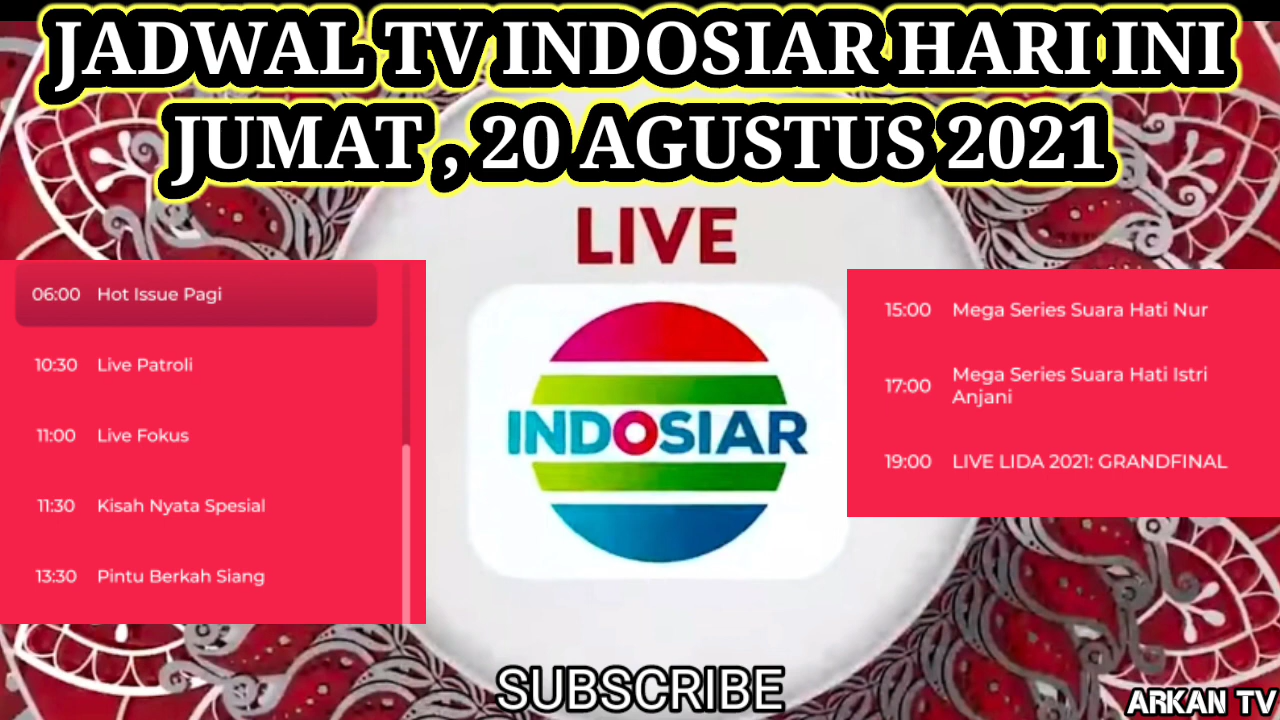 JADWAL TV INDOSIAR HARI INI
JUMAT , 20 AGUSTUS 2021
LIVE
INDOSIAR
06:00 Hot Issue Pagi
10:30 Live Patroli
11:00 Live Fokus
11:30 Kisah Nyata Spesial
13:30 Pintu Berkah Siang
15:00 Mega Series Suara Hati Nur
17:00 Mega Series Suara Hati Istri
Anjani
19:00 LIVE LIDA 2021: GRANDFINAL
SUBSCRIBE
ARKAN TV